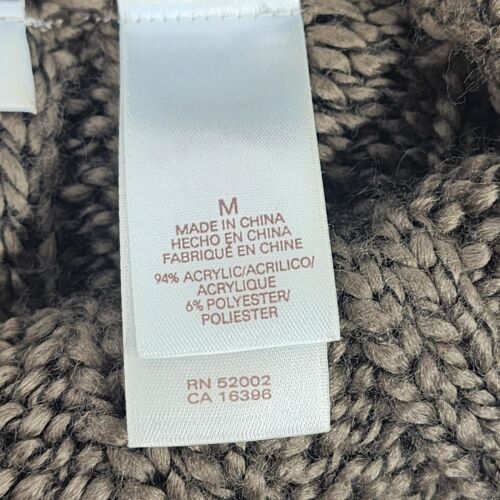 M
MADE IN CHINA
HECHO EN CHINA
FABRIQUÉ EN CHINE
94% ACRYLIC/ACRILICO/
ACRYLIQUE
6% POLYESTER/
POLIESTER
RN 52002
CA 16396